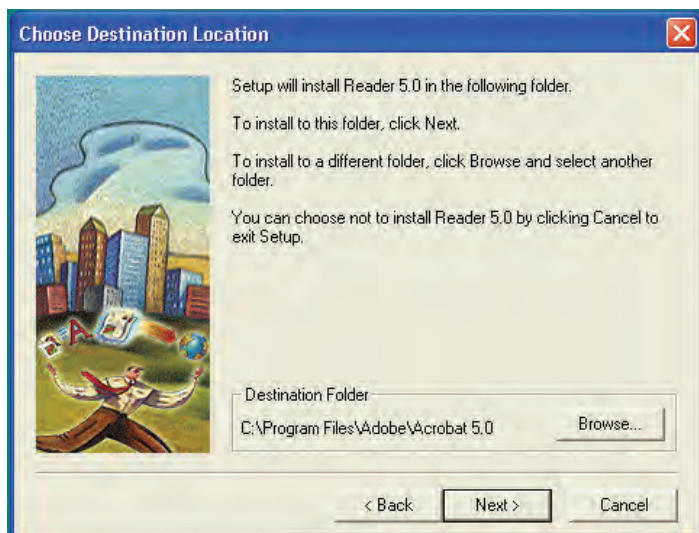 Choose Destination Location
Setup will install Reader 5.0 in the following folder.
To install to this folder, click Next.
To install to a different folder, click Browse and select another
folder.
You can choose not to install Reader 5.0 by clicking Cancel to
exit Setup.
A
Destination Folder
C:\Program Files\Adobe\Acrobat 5.0
Browse...
< Back
Next >
Cancel